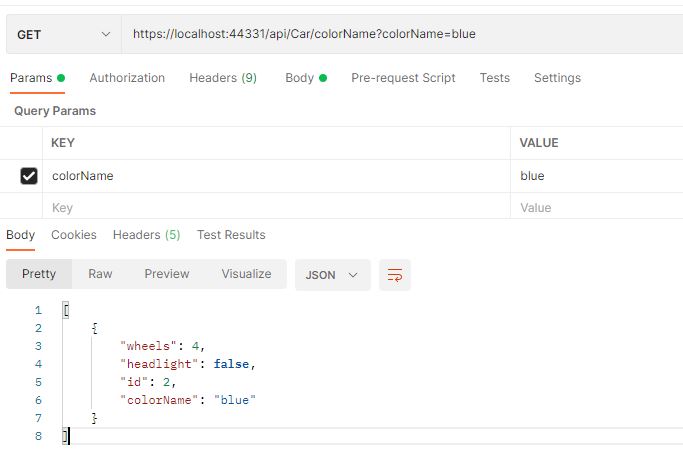 GET https://localhost:44331/api/Car/colorName?colorName=blue
Params Authorization Headers (9) Body Pre-request Script Tests Settings
Query Params
KEY VALUE
colorName blue
Key Value
Body Cookies Headers (5) Test Results
Pretty Raw Preview Visualize JSON
1 [
2 {
3 "wheels": 4,
4 "headlight": false,
5 "id": 2,
6 "colorName": "blue"
7 }
8 ]